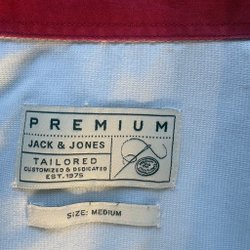 PREMIUM
JACK & JONES
TAILORED
CUSTOMIZED & DEDICATED
EST. 1975
SIZE: MEDIUM